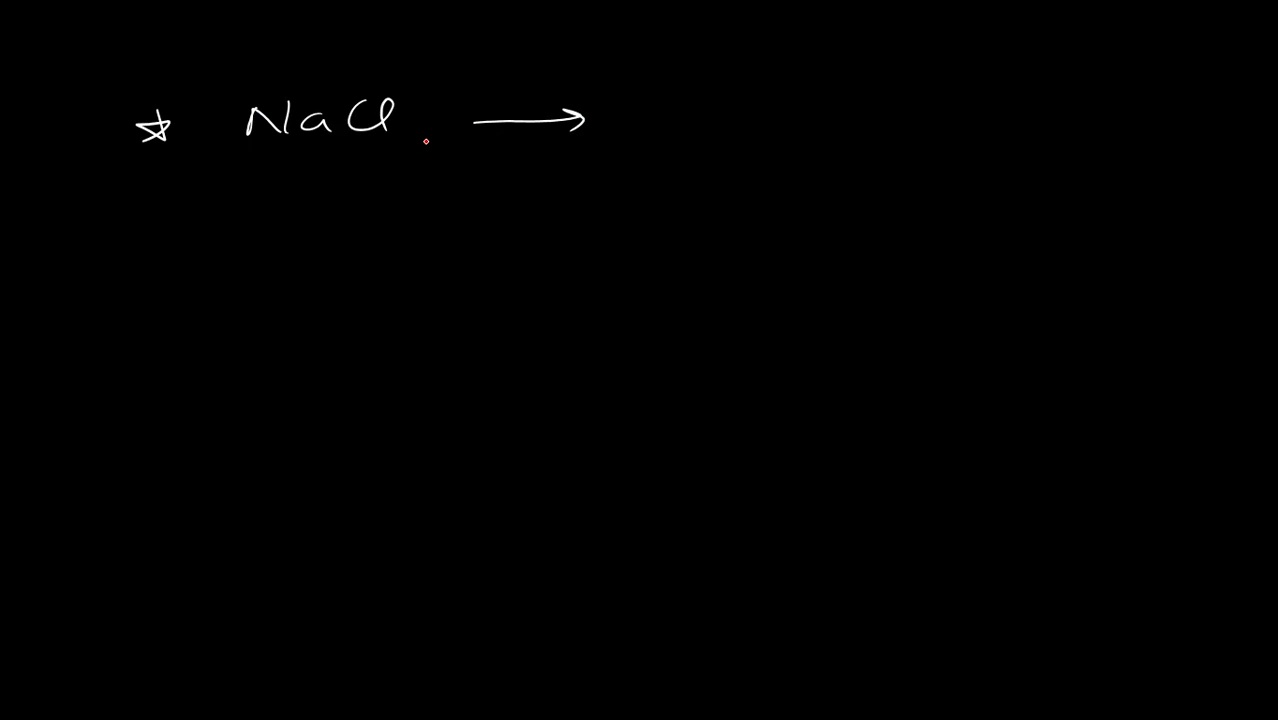 ☆ NaCl →